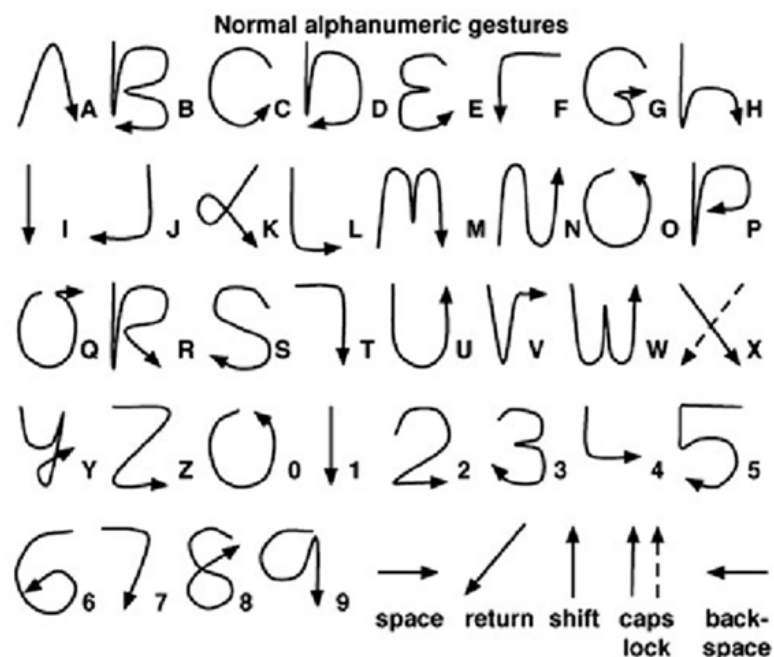 Normal alphanumeric gestures
A B C D E F G H
I J K L M N O P
Q R S T U V W X
Y Z 0 1 2 3 4 5
6 7 8 9 space return shift caps lock back-space